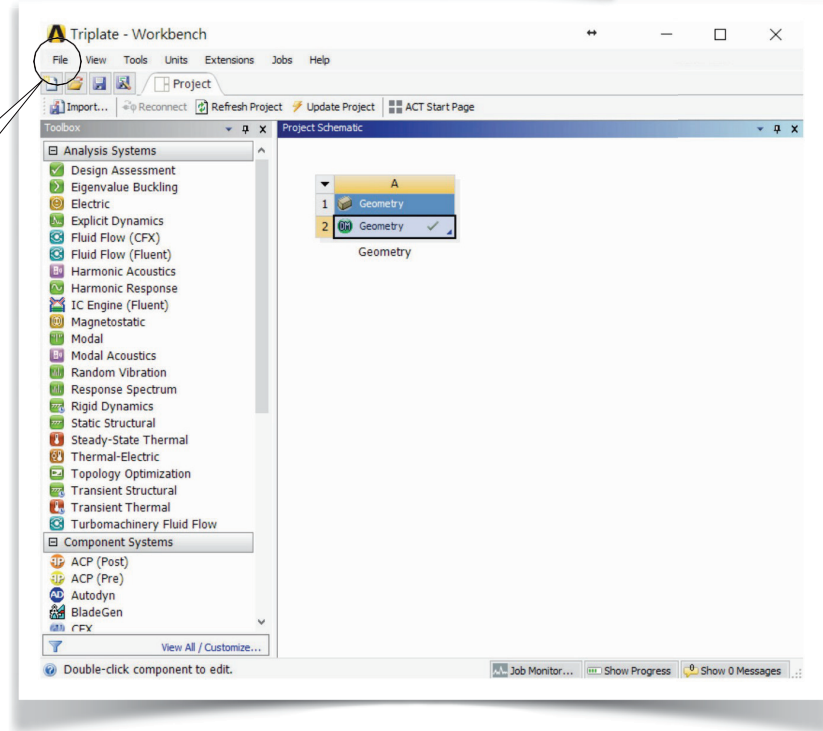 Triplate - Workbench
File View Tools Units Extensions Jobs Help
Project
Import... Reconnect Refresh Project Update Project ACT Start Page
Toolbox
Project Schematic
Analysis Systems
Design Assessment
Eigenvalue Buckling
Electric
Explicit Dynamics
Fluid Flow (CFX)
Fluid Flow (Fluent)
Harmonic Acoustics
Harmonic Response
IC Engine (Fluent)
Magnetostatic
Modal
Modal Acoustics
Random Vibration
Response Spectrum
Rigid Dynamics
Static Structural
Steady-State Thermal
Thermal-Electric
Topology Optimization
Transient Structural
Transient Thermal
Turbomachinery Fluid Flow
Component Systems
ACP (Post)
ACP (Pre)
Autodyn
BladeGen
CFX
View All / Customize...
A
1 Geometry
2 DM Geometry
Geometry
Double-click component to edit.
Job Monitor... Show Progress 0 Show 0 Messages